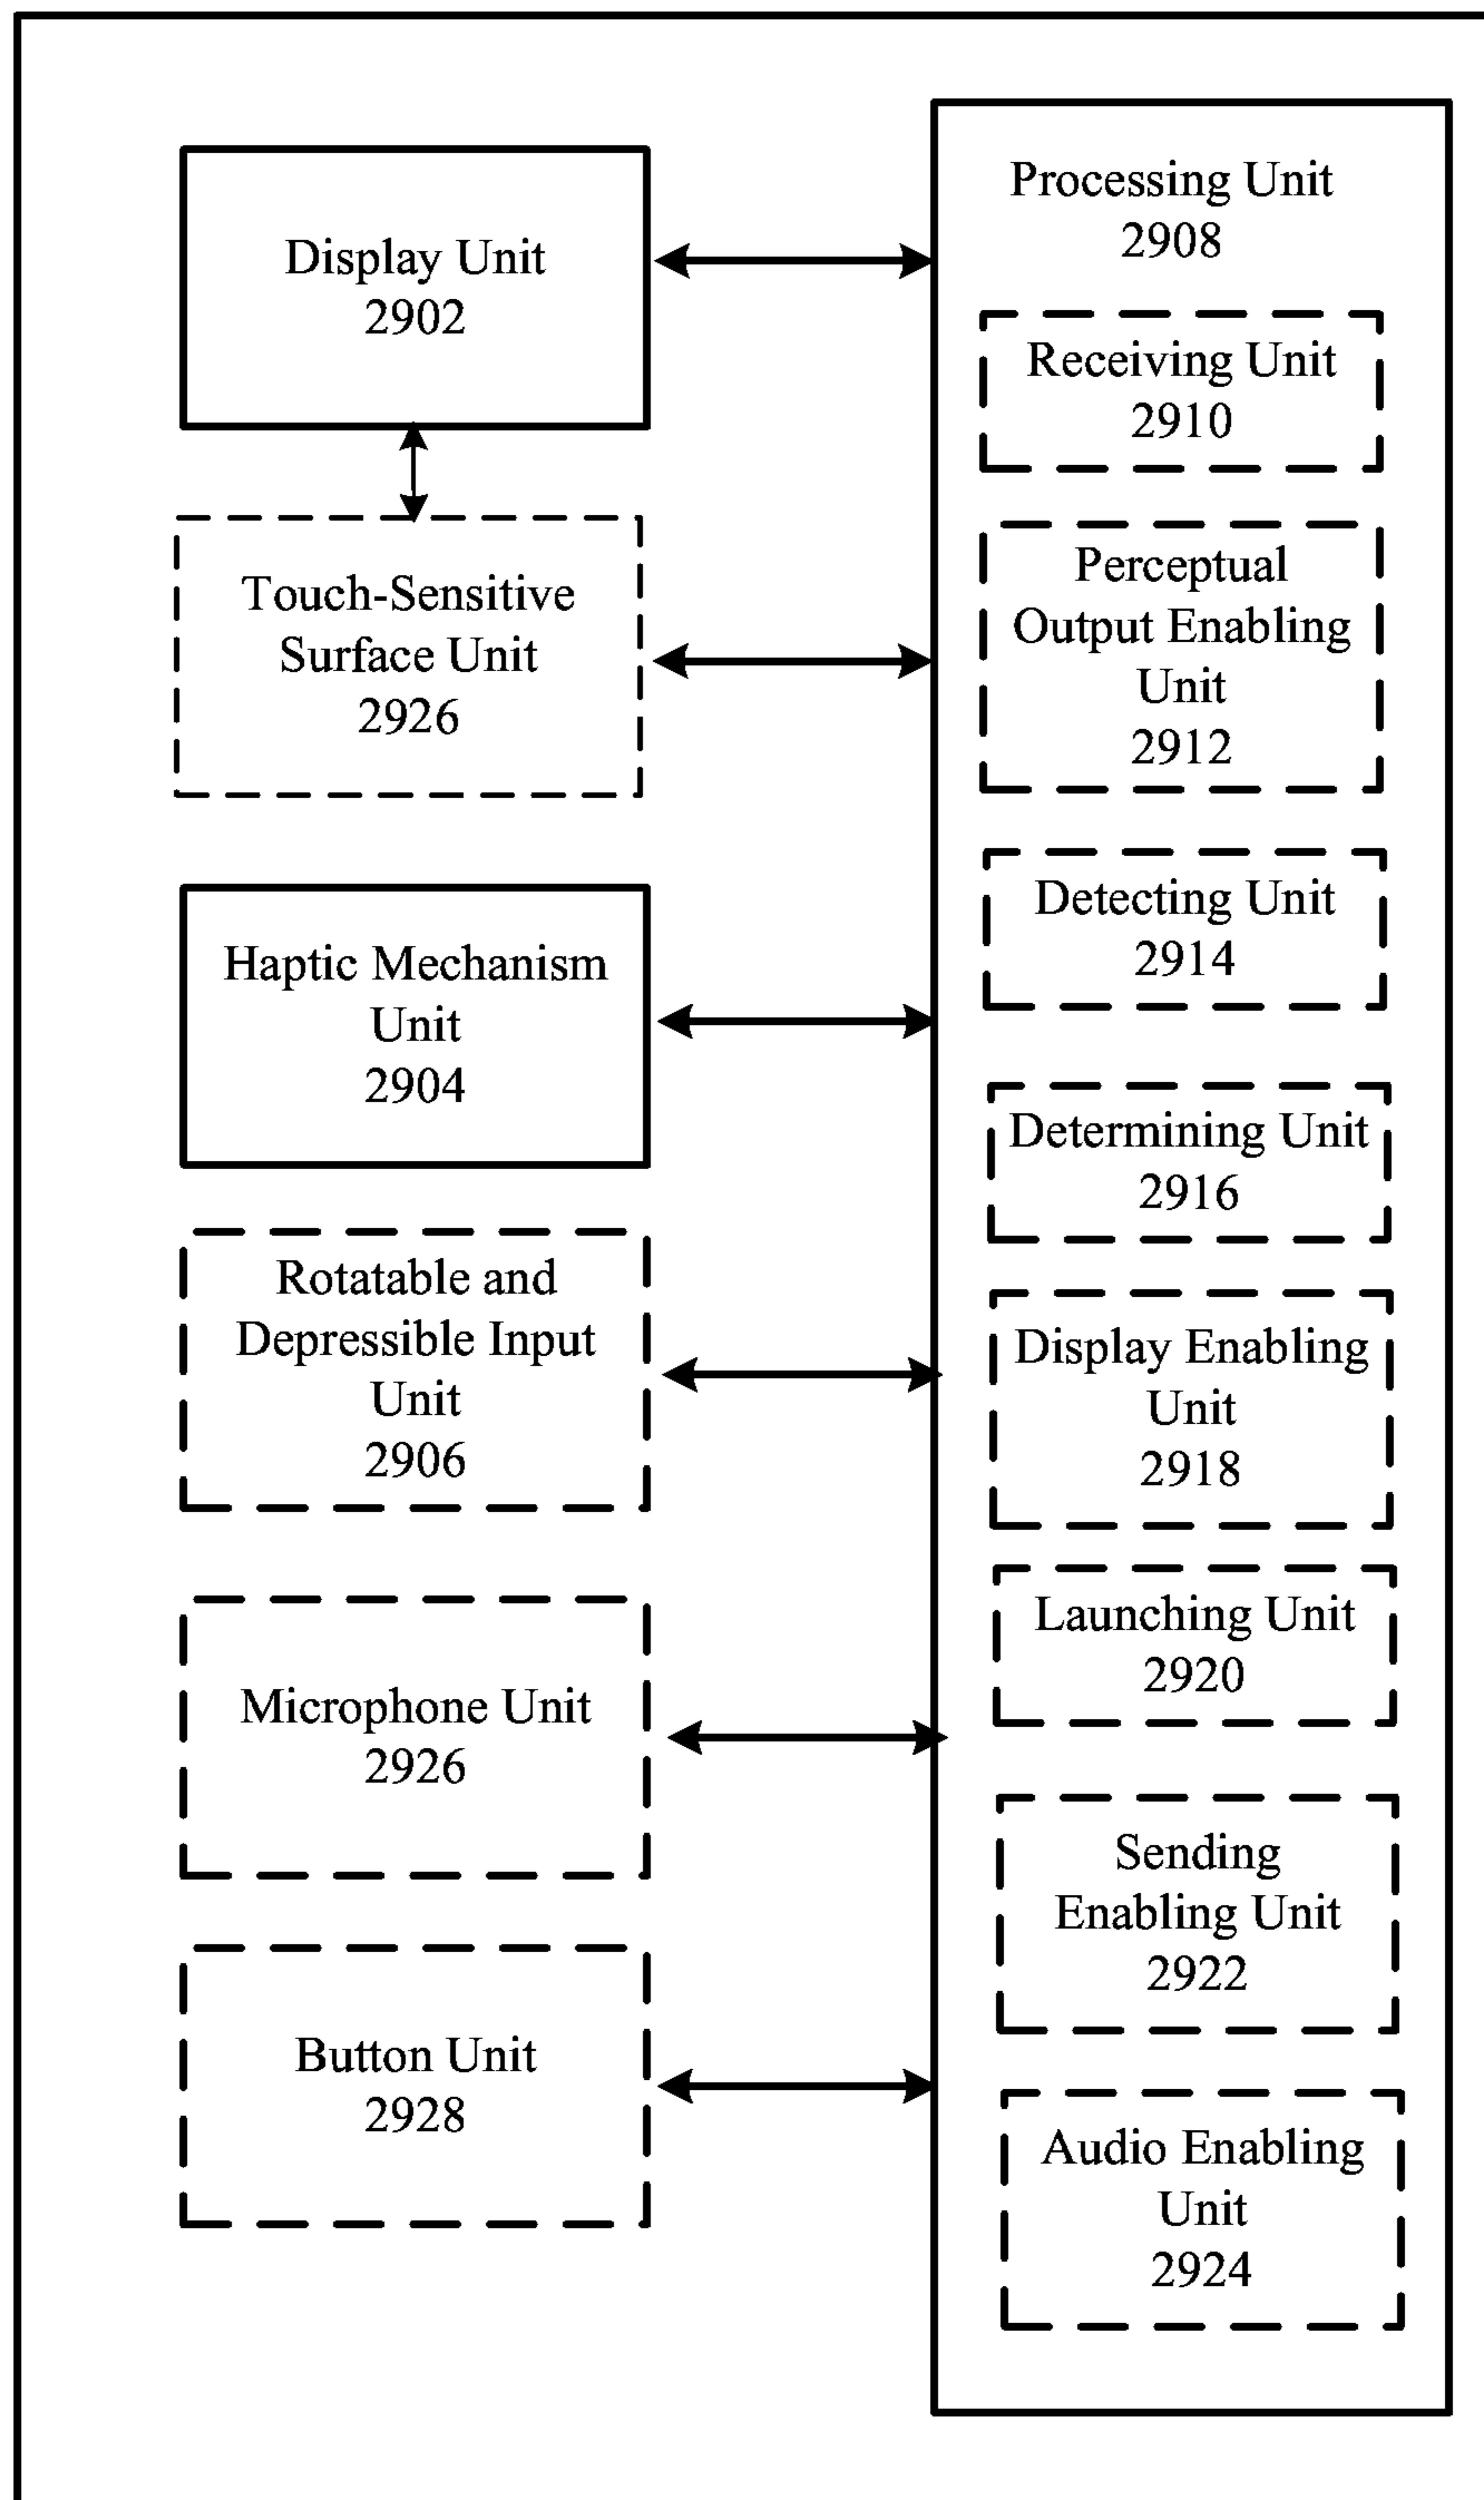 Display Unit
2902
Touch-Sensitive
Surface Unit
2926
Haptic Mechanism
Unit
2904
Rotatable and
Depressible Input
Unit
2906
Microphone Unit
2926
Button Unit
2928
Processing Unit
2908
Receiving Unit
2910
Perceptual
Output Enabling
Unit
2912
Detecting Unit
2914
Determining Unit
2916
Display Enabling
Unit
2918
Launching Unit
2920
Sending
Enabling Unit
2922
Audio Enabling
Unit
2924